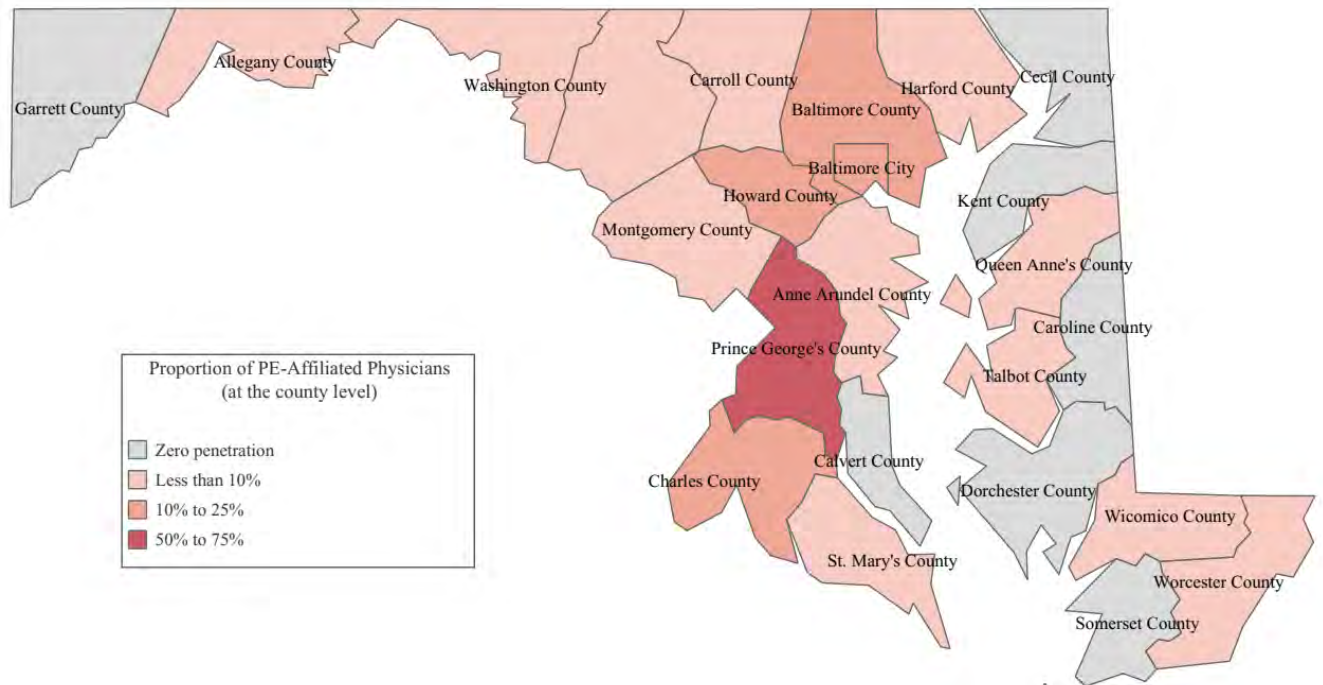 Allegany County
Garrett County
Washington County
Carroll County
Baltimore County
Harford County
Cecil County
Baltimore City
Howard County
Montgomery County
Kent County
Queen Anne's County
Anne Arundel County
Caroline County
Prince George's County
Talbot County
Calvert County
Charles County
Dorchester County
Wicomico County
St. Mary's County
Worcester County
Somerset County
Proportion of PE-Affiliated Physicians
(at the county level)
Zero penetration
Less than 10%
10% to 25%
50% to 75%